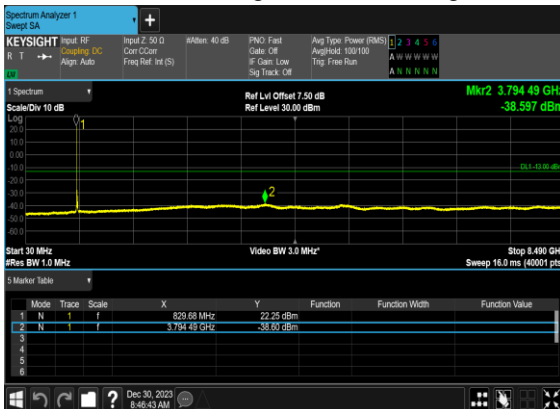 Spectrum Analyzer 1
Swept SA
+
KEYSIGHT Input: RF Input Z: 50 Ω #Atten: 40 dB PNO: Fast Avg Type: Power (RMS) 1 2 3 4 5 6
R T Coupling: DC Corr CCorr Gate: Off Avg|Hold: 100/100 A W W W W W
Align: Auto Freq Ref: Int (S) IF Gain: Low Trig: Free Run
Sig Track: Off A N N N N N
1 Spectrum
Ref Lvl Offset 7.50 dB Mkr2 3.794 49 GHz
Scale/Div 10 dB Ref Level 30.00 dBm -38.597 dBm
Log
20.0 1
10.0
0.00
-10.0 DL1 -13.00 dBm
-20.0
-30.0 2
-40.0
-50.0
-60.0
Start 30 MHz Video BW 3.0 MHz* Stop 8.490 GH
#Res BW 1.0 MHz Sweep 16.0 ms (40001 pts
5 Marker Table
Mode Trace Scale X Y Function Function Width Function Value
1 N 1 f 829.68 MHz 22.25 dBm
2 N 1 f 3.794 49 GHz -38.60 dBm
3
4
5
6
? Dec 30, 2023
8:46:43 AM